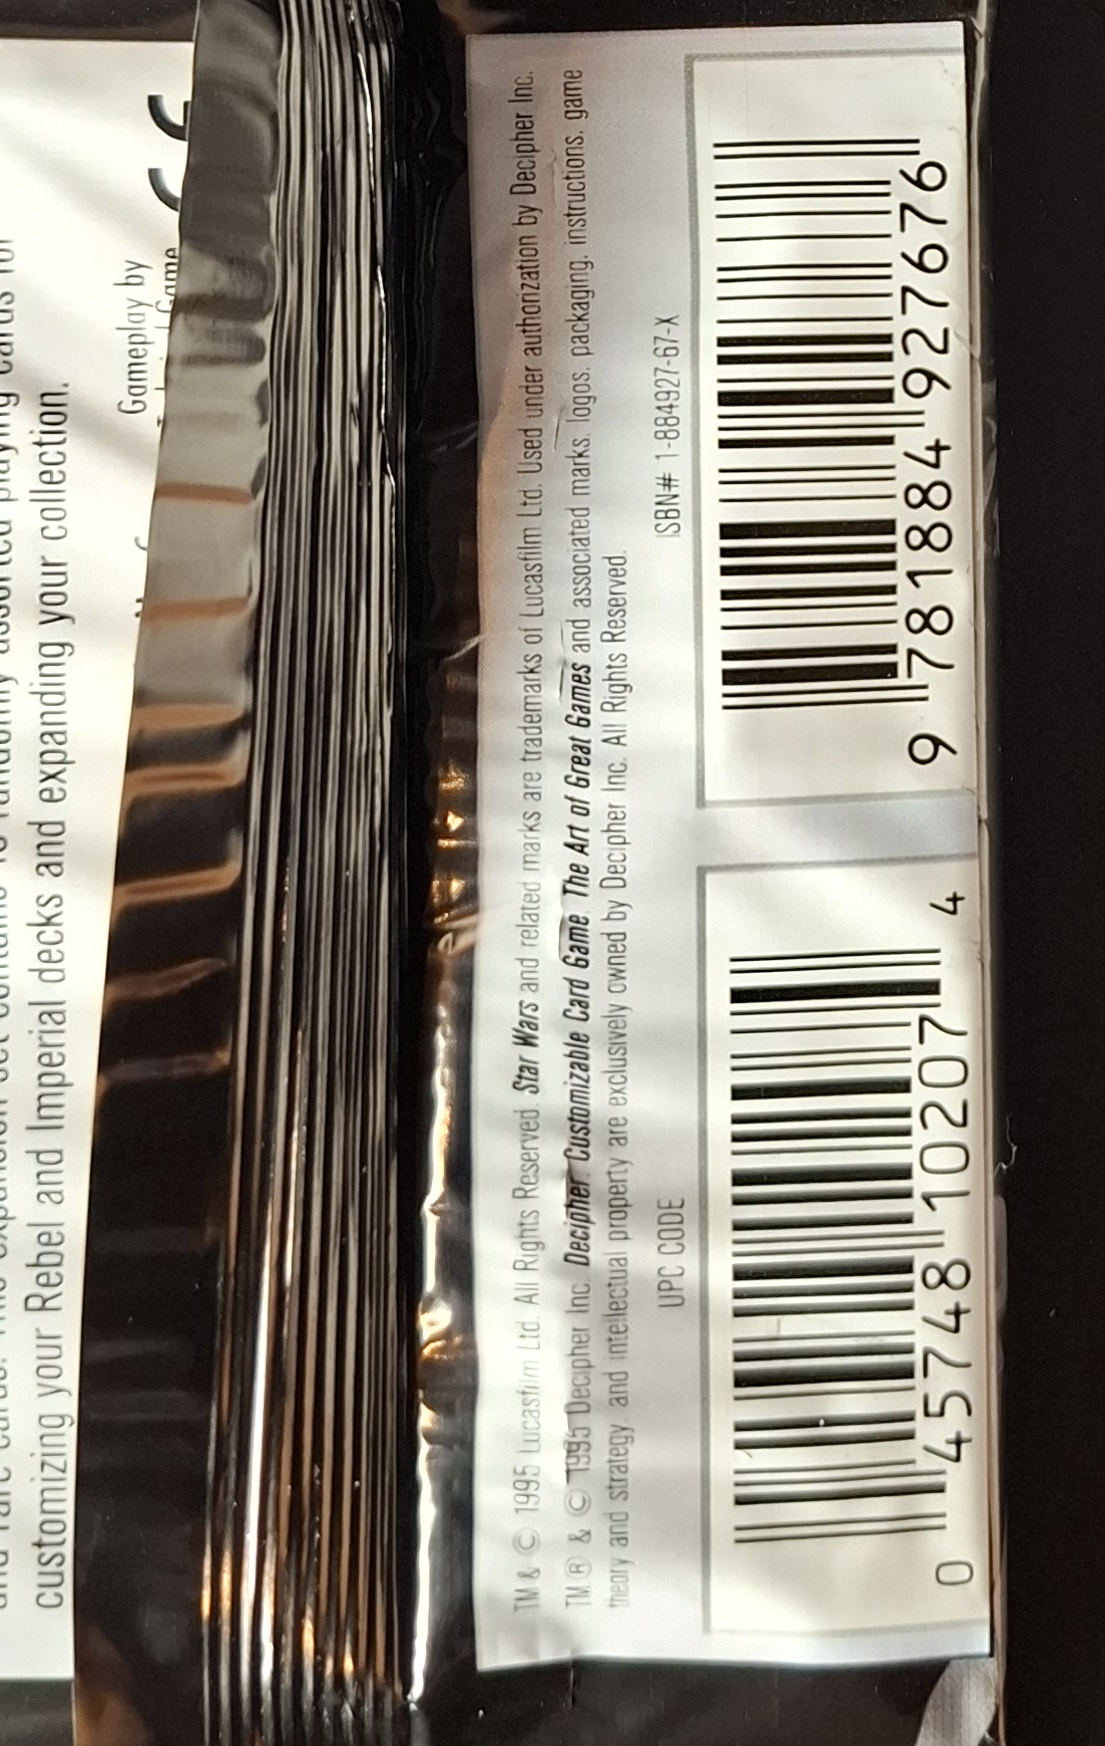 customizing your Rebel and Imperial decks and expanding your collection.
Gameplay by
Game
TM & © 1995 Lucasfilm Ltd. All Rights Reserved. Star Wars and related marks are trademarks of Lucasfilm Ltd. Used under authorization by Decipher Inc.
TM ® & © 1995 Decipher Inc. Decipher, Customizable Card Game, The Art of Great Games and associated marks, logos, packaging, instructions, game
theory and strategy, and intellectual property are exclusively owned by Decipher Inc. All Rights Reserved.
UPC CODE
ISBN# 1-884927-67-X
0 45748 10207 4
9 781884 927676